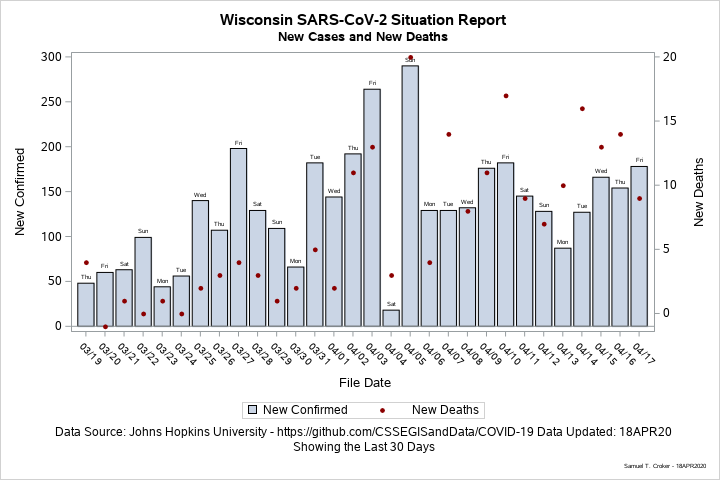 Wisconsin SARS-CoV-2 Situation Report
New Cases and New Deaths
300
250
200
150
100
50
0
New Confirmed
20
15
10
5
0
New Deaths
Thu Fri Sat Sun Mon Tue Wed Thu Fri Sat Sun Mon Tue Wed Thu Fri Sat Sun Mon Tue Wed Thu Fri Sat Sun Mon Tue Wed Thu Fri
03/19 03/20 03/21 03/22 03/23 03/24 03/25 03/26 03/27 03/28 03/29 03/30 03/31 04/01 04/02 04/03 04/04 04/05 04/06 04/07 04/08 04/09 04/10 04/11 04/12 04/13 04/14 04/15 04/16 04/17
File Date
New Confirmed New Deaths
Data Source: Johns Hopkins University - https://github.com/CSSEGISandData/COVID-19 Data Updated: 18APR20
Showing the Last 30 Days
Samuel T. Croker - 18APR2020